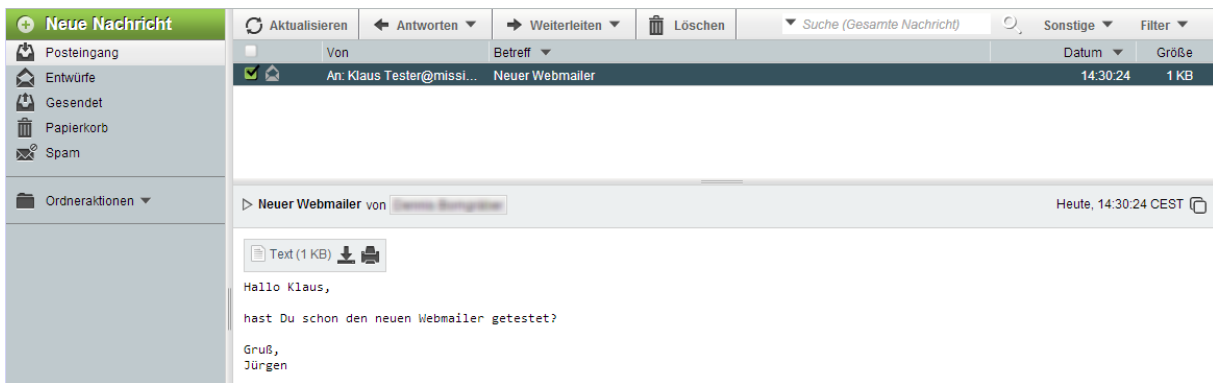 Neue Nachricht Aktualisieren Antworten Weiterleiten Löschen Suche (Gesamte Nachricht) Sonstige Filter
Posteingang Von Betreff Datum Größe
Entwürfe An: Klaus Tester@missi... Neuer Webmailer 14:30:24 1 KB
Gesendet
Papierkorb
Spam
Ordneraktionen
Neuer Webmailer von Heute, 14:30:24 CEST
Text (1 KB)
Hallo Klaus,
hast Du schon den neuen Webmailer getestet?
Gruß,
Jürgen